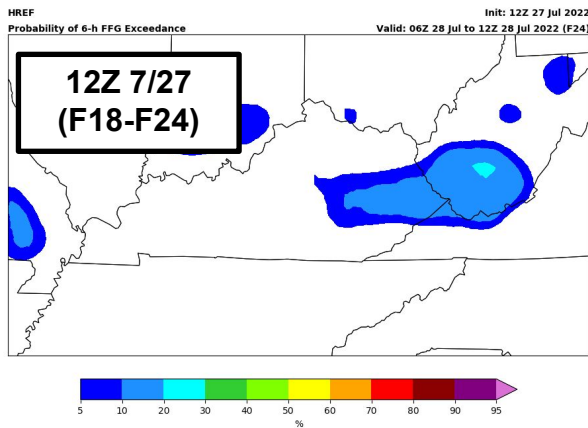 HREF
Init: 12Z 27 Jul 2022
Probability of 6-h FFG Exceedance
Valid: 06Z 28 Jul to 12Z 28 Jul 2022 (F24)
12Z 7/27
(F18-F24)
5 10 20 30 40 50 60 70 80 90 95
%